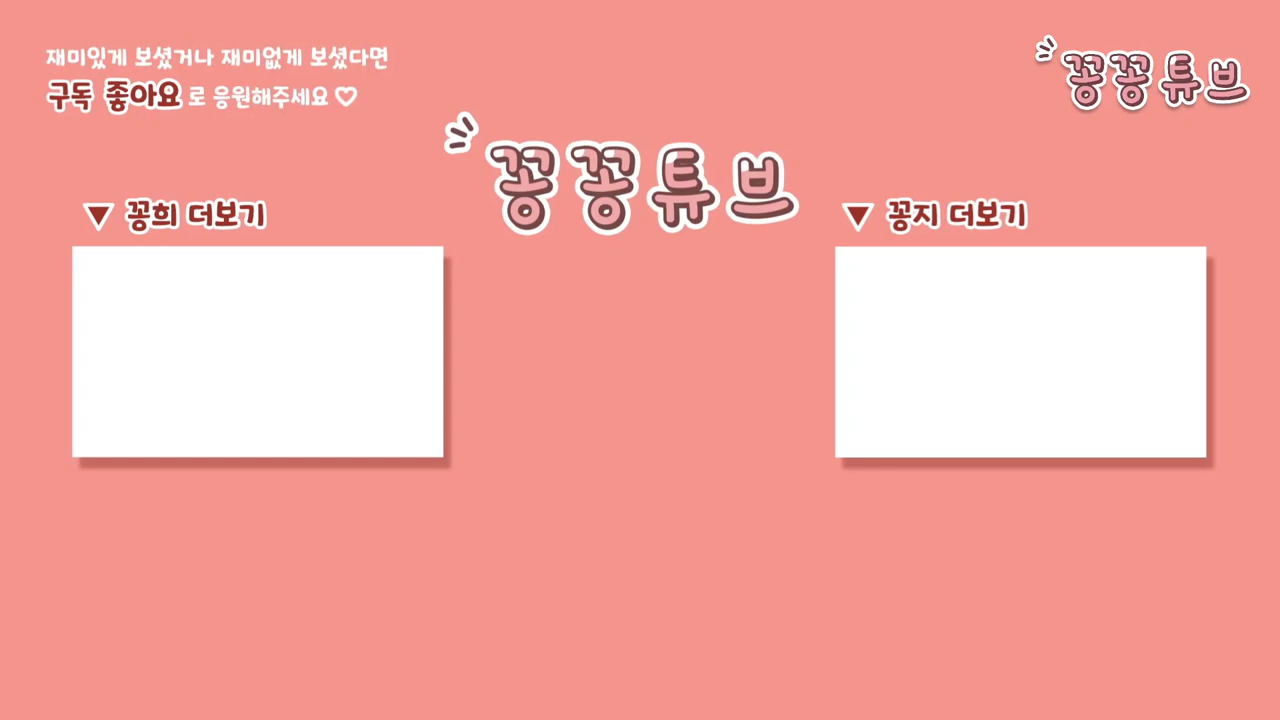 재미있게 보셨거나 재미없게 보셨다면
구독 좋아요로 응원해주세요 ♡
꽁꽁튜브
꽁꽁튜브
▼ 꽁희 더보기
▼ 꽁지 더보기